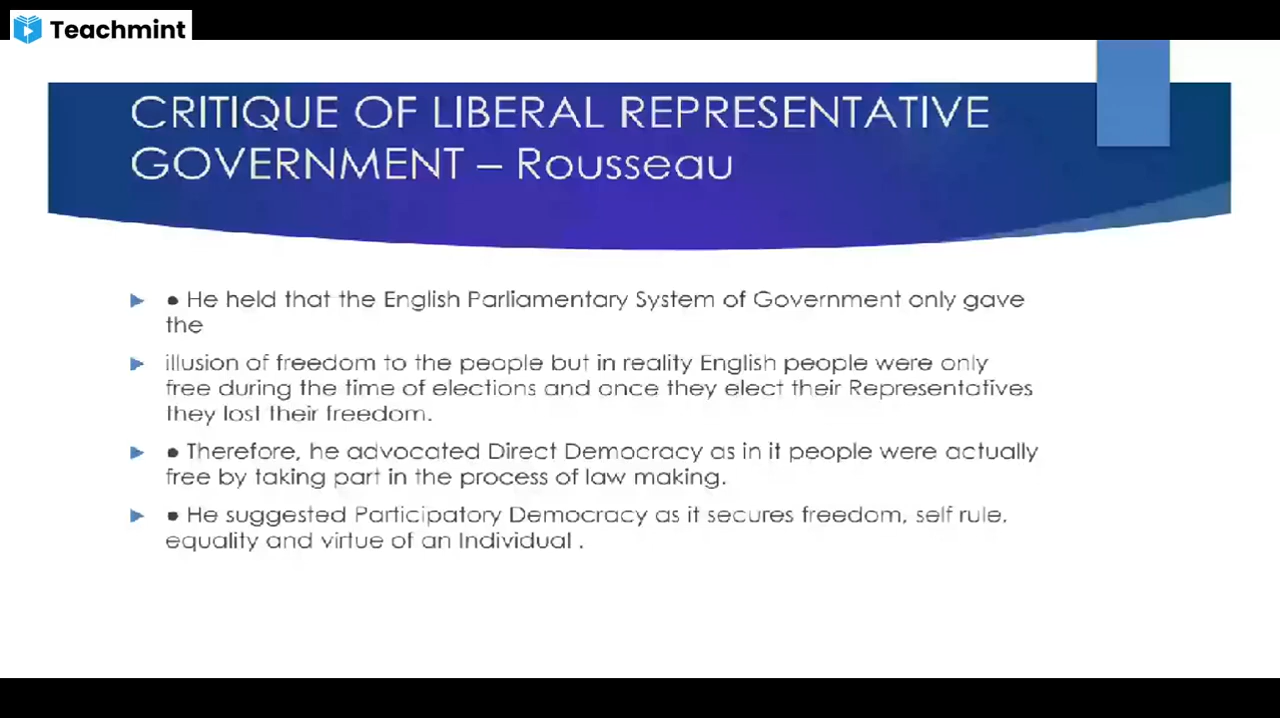 Teachmint
CRITIQUE OF LIBERAL REPRESENTATIVE
GOVERNMENT – Rousseau
● He held that the English Parliamentary System of Government only gave
the
illusion of freedom to the people but in reality English people were only
free during the time of elections and once they elect their Representatives
they lost their freedom.
● Therefore, he advocated Direct Democracy as in it people were actually
free by taking part in the process of law making.
● He suggested Participatory Democracy as it secures freedom, self rule,
equality and virtue of an Individual .